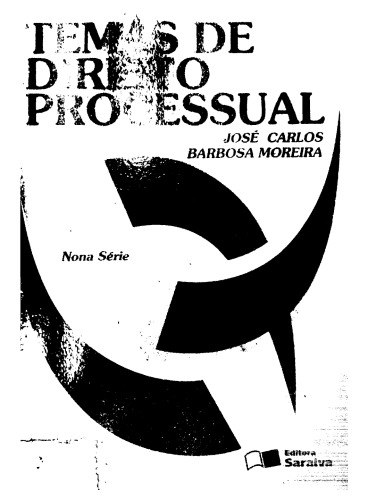 TEMAS DE
DIREITO
PROCESSUAL
JOSÉ CARLOS
BARBOSA MOREIRA
Nona Série
Editora
Saraiva